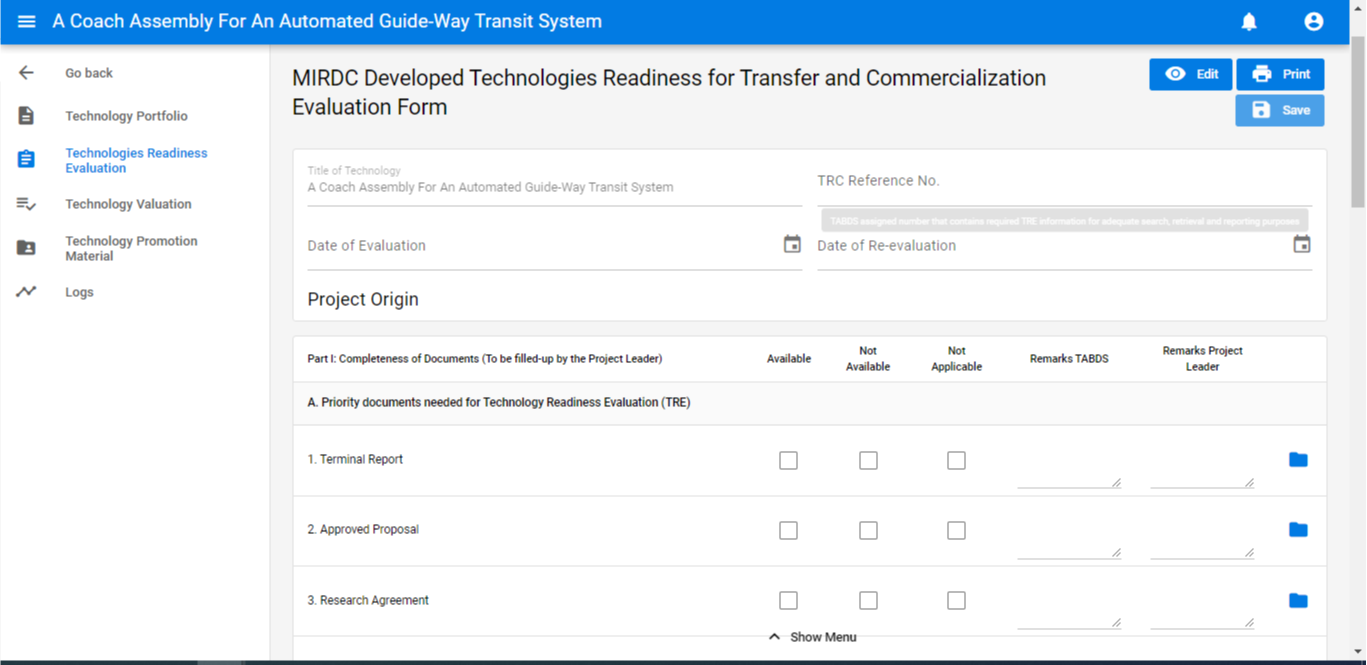 A Coach Assembly For An Automated Guide-Way Transit System
Go back
Technology Portfolio
Technologies Readiness
Evaluation
Technology Valuation
Technology Promotion
Material
Logs
MIRDC Developed Technologies Readiness for Transfer and Commercialization
Evaluation Form
Edit
Print
Save
Title of Technology
A Coach Assembly For An Automated Guide-Way Transit System
TRC Reference No.
TABDS assigned number that contains required TRE information for adequate search, retrieval and reporting purposes
Date of Evaluation
Date of Re-evaluation
Project Origin
Part I: Completeness of Documents (To be filled-up by the Project Leader)
Available
Not
Available
Not
Applicable
Remarks TABDS
Remarks Project
Leader
A. Priority documents needed for Technology Readiness Evaluation (TRE)
1. Terminal Report
2. Approved Proposal
3. Research Agreement
Show Menu